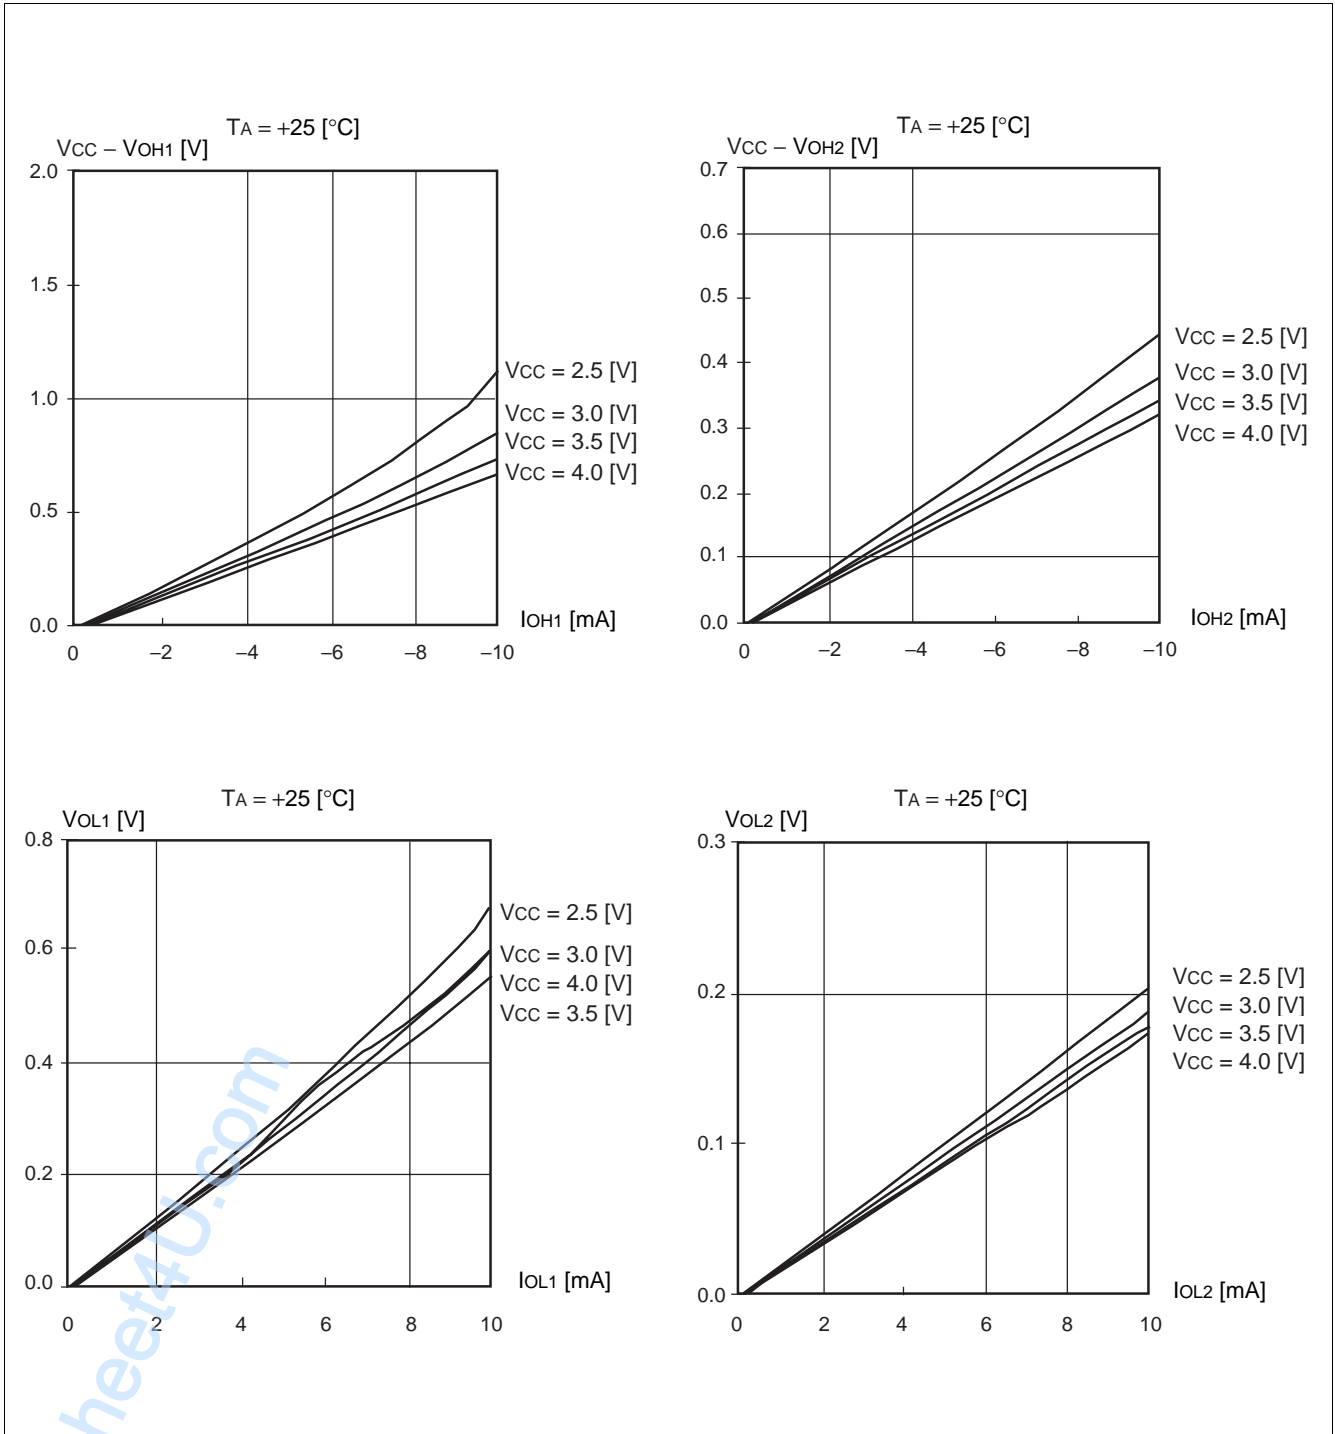 TA = +25 [°C]
VCC – VOH1 [V]
2.0
1.5
1.0
0.5
0.0
0
–2
–4
–6
–8
–10
IOH1 [mA]
VCC = 2.5 [V]
VCC = 3.0 [V]
VCC = 3.5 [V]
VCC = 4.0 [V]
TA = +25 [°C]
VCC – VOH2 [V]
0.7
0.6
0.5
0.4
0.3
0.2
0.1
0.0
0
–2
–4
–6
–8
–10
IOH2 [mA]
VCC = 2.5 [V]
VCC = 3.0 [V]
VCC = 3.5 [V]
VCC = 4.0 [V]
TA = +25 [°C]
VOL1 [V]
0.8
0.6
0.4
0.2
0.0
0
2
4
6
8
10
IOL1 [mA]
VCC = 2.5 [V]
VCC = 3.0 [V]
VCC = 4.0 [V]
VCC = 3.5 [V]
TA = +25 [°C]
VOL2 [V]
0.3
0.2
0.1
0.0
0
2
4
6
8
10
IOL2 [mA]
VCC = 2.5 [V]
VCC = 3.0 [V]
VCC = 3.5 [V]
VCC = 4.0 [V]
heet4U.com